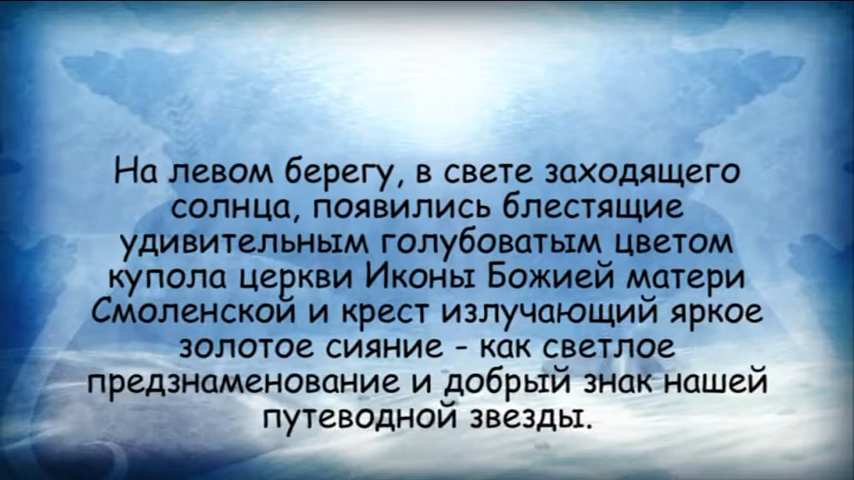 На левом берегу, в свете заходящего
солнца, появились блестящие
удивительным голубоватым цветом
купола церкви Иконы Божией матери
Смоленской и крест излучающий яркое
золотое сияние - как светлое
предзнаменование и добрый знак нашей
путеводной звезды.